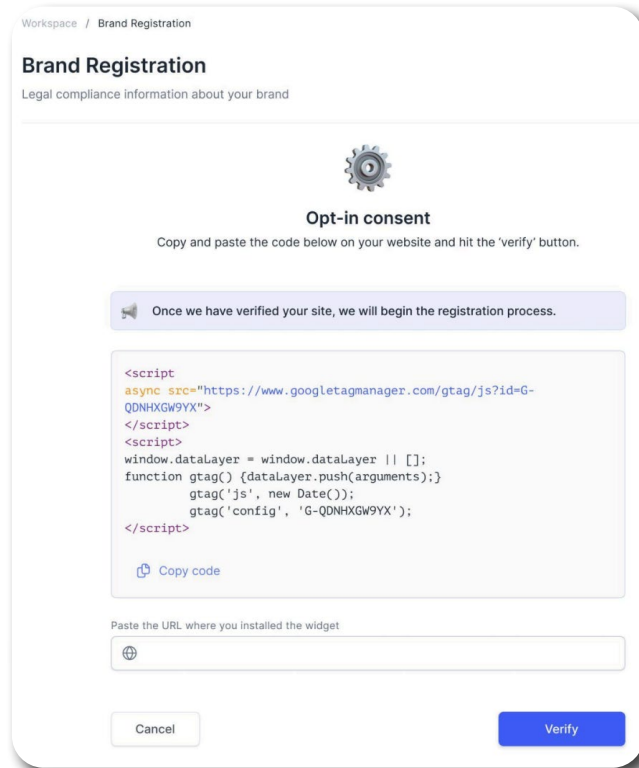 Workspace / Brand Registration
Brand Registration
Legal compliance information about your brand
Opt-in consent
Copy and paste the code below on your website and hit the ‘verify’ button.
Once we have verified your site, we will begin the registration process.
<script
async src="https://www.googletagmanager.com/gtag/js?id=G-
QDNHXGW9YX">
</script>
<script>
window.dataLayer = window.dataLayer || [];
function gtag() {dataLayer.push(arguments);}
gtag('js', new Date());
gtag('config', 'G-QDNHXGW9YX');
</script>
Copy code
Paste the URL where you installed the widget
Cancel
Verify